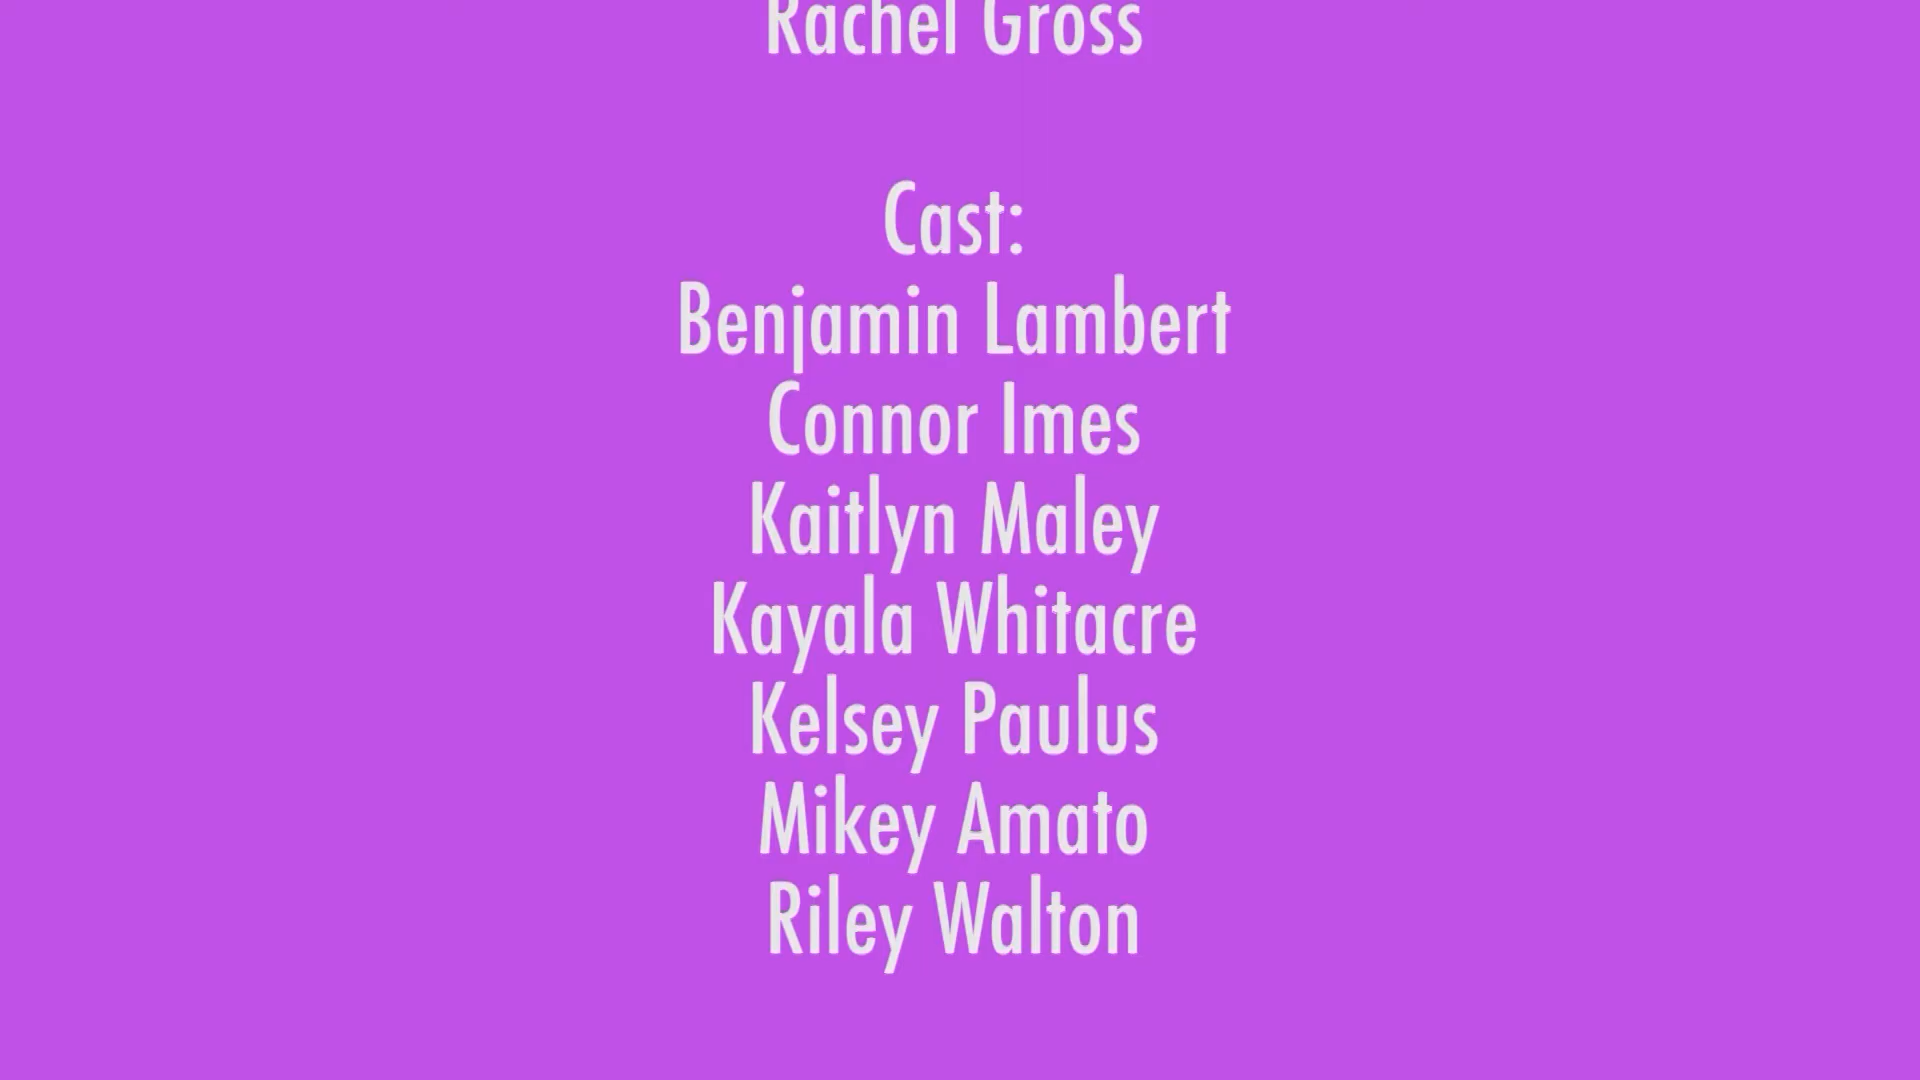 Rachel Gross
Cast:
Benjamin Lambert
Connor Imes
Kaitlyn Maley
Kayala Whitacre
Kelsey Paulus
Mikey Amato
Riley Walton